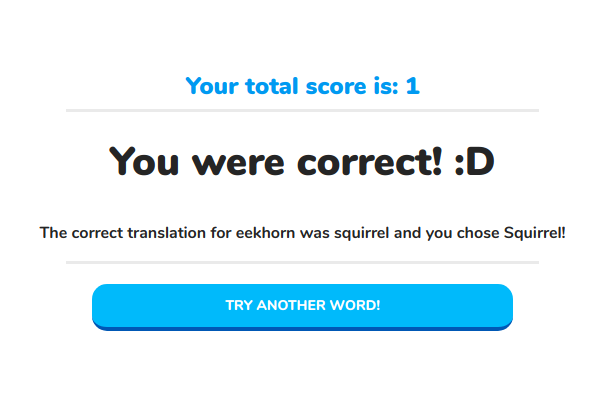 Your total score is: 1
You were correct! :D
The correct translation for eekhorn was squirrel and you chose Squirrel!
TRY ANOTHER WORD!